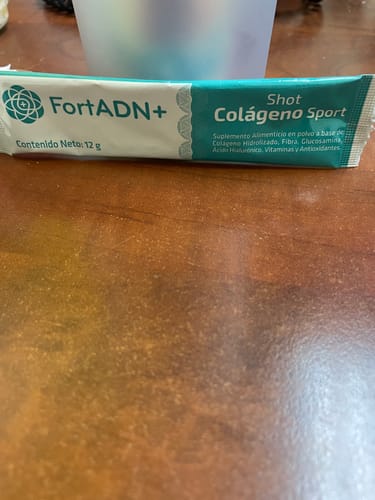 FortADN+
Contenido Neto: 12 g
Shot
Colágeno Sport
Suplemento Alimenticio en polvo a base de
Colágeno Hidrolizado, Fibra, Glucosamina,
Ácido Hialurónico, Vitaminas y Antioxidantes.